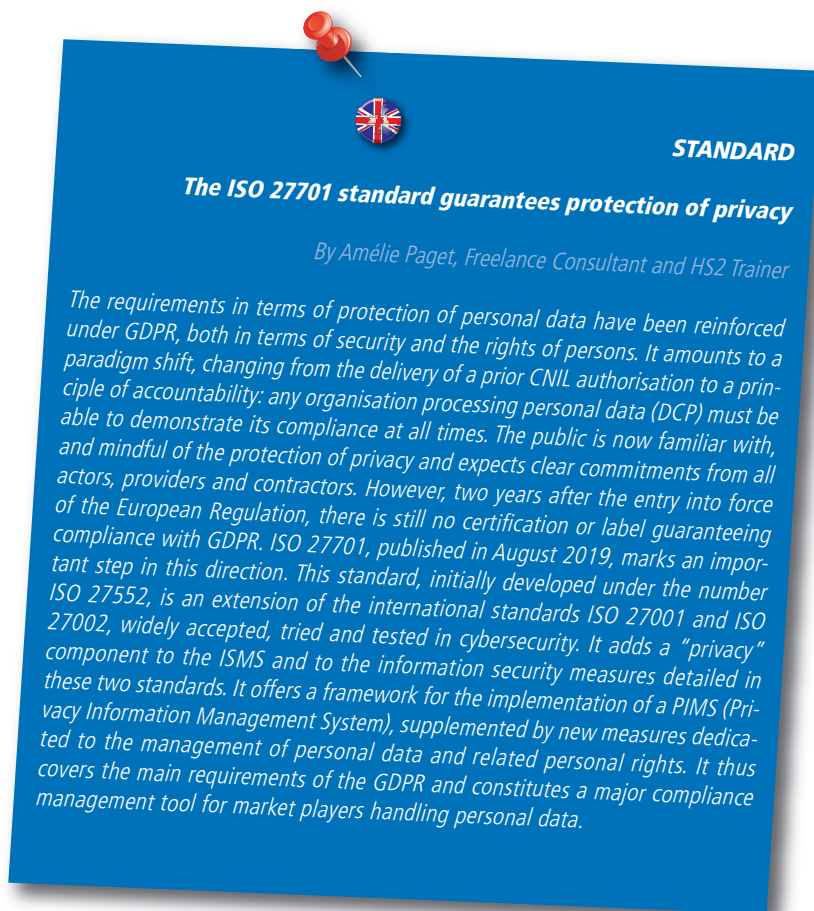 STANDARD
The ISO 27701 standard guarantees protection of privacy
By Amélie Paget, Freelance Consultant and HS2 Trainer
The requirements in terms of protection of personal data have been reinforced
under GDPR, both in terms of security and the rights of persons. It amounts to a
paradigm shift, changing from the delivery of a prior CNIL authorisation to a prin-
ciple of accountability: any organisation processing personal data (DCP) must be
able to demonstrate its compliance at all times. The public is now familiar with,
and mindful of the protection of privacy and expects clear commitments from all
actors, providers and contractors. However, two years after the entry into force
of the European Regulation, there is still no certification or label guaranteeing
compliance with GDPR. ISO 27701, published in August 2019, marks an impor-
tant step in this direction. This standard, initially developed under the number
ISO 27552, is an extension of the international standards ISO 27001 and ISO
27002, widely accepted, tried and tested in cybersecurity. It adds a “privacy”
component to the ISMS and to the information security measures detailed in
these two standards. It offers a framework for the implementation of a PIMS (Pri-
vacy Information Management System), supplemented by new measures dedica-
ted to the management of personal data and related personal rights. It thus
covers the main requirements of the GDPR and constitutes a major compliance
management tool for market players handling personal data.